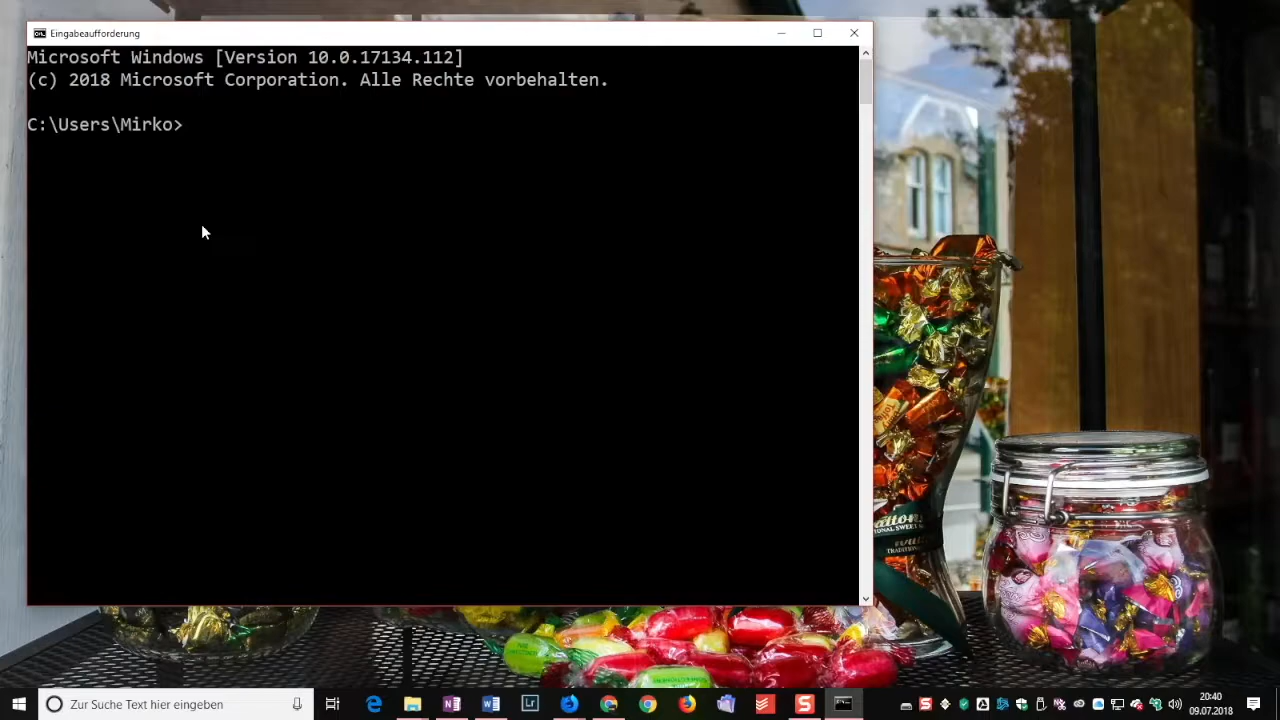 Eingabeaufforderung
Microsoft Windows [Version 10.0.17134.112]
(c) 2018 Microsoft Corporation. Alle Rechte vorbehalten.
C:\Users\Mirko>
Zur Suche Text hier eingeben
Lr
20:40
09.07.2018